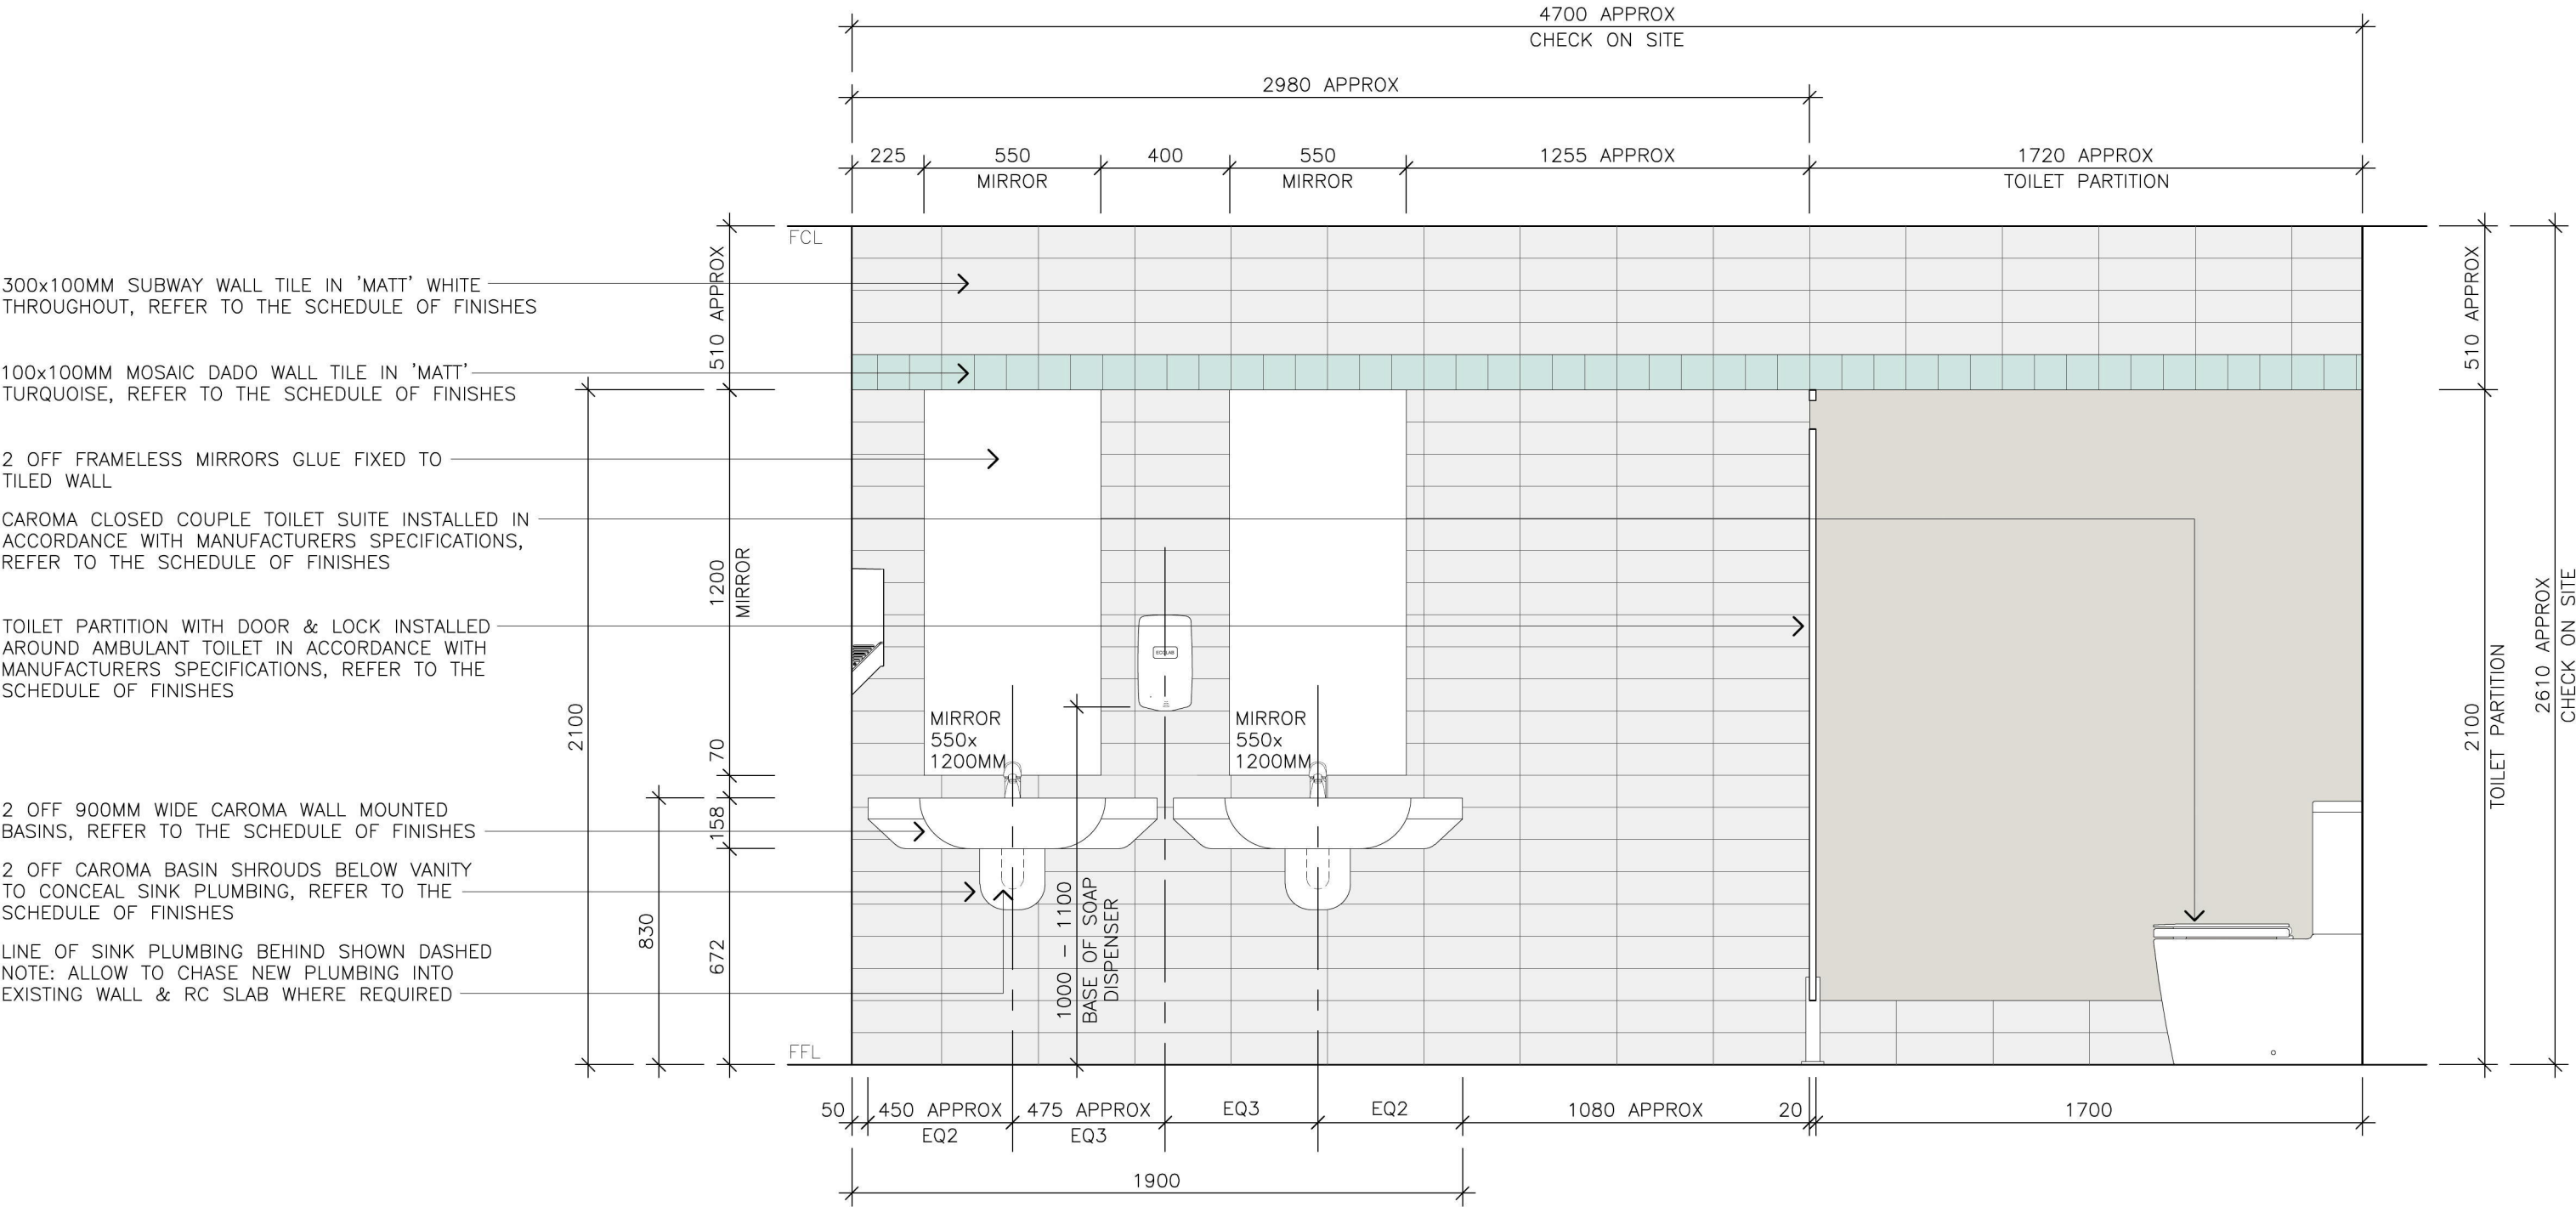 4700 APPROX
CHECK ON SITE
2980 APPROX
225
550
MIRROR
400
550
MIRROR
1255 APPROX
1720 APPROX
TOILET PARTITION
FCL
510 APPROX
510 APPROX
300x100MM SUBWAY WALL TILE IN 'MATT' WHITE
THROUGHOUT, REFER TO THE SCHEDULE OF FINISHES
100x100MM MOSAIC DADO WALL TILE IN 'MATT'
TURQUOISE, REFER TO THE SCHEDULE OF FINISHES
2 OFF FRAMELESS MIRRORS GLUE FIXED TO
TILED WALL
CAROMA CLOSED COUPLE TOILET SUITE INSTALLED IN
ACCORDANCE WITH MANUFACTURERS SPECIFICATIONS,
REFER TO THE SCHEDULE OF FINISHES
TOILET PARTITION WITH DOOR & LOCK INSTALLED
AROUND AMBULANT TOILET IN ACCORDANCE WITH
MANUFACTURERS SPECIFICATIONS, REFER TO THE
SCHEDULE OF FINISHES
2 OFF 900MM WIDE CAROMA WALL MOUNTED
BASINS, REFER TO THE SCHEDULE OF FINISHES
2 OFF CAROMA BASIN SHROUDS BELOW VANITY
TO CONCEAL SINK PLUMBING, REFER TO THE
SCHEDULE OF FINISHES
LINE OF SINK PLUMBING BEHIND SHOWN DASHED
NOTE: ALLOW TO CHASE NEW PLUMBING INTO
EXISTING WALL & RC SLAB WHERE REQUIRED
2100
830
1200
MIRROR
70
158
672
MIRROR
550x
1200MM
MIRROR
550x
1200MM
1000 - 1100
BASE OF SOAP
DISPENSER
2100
TOILET PARTITION
2610 APPROX
CHECK ON SITE
FFL
50
450 APPROX
EQ2
475 APPROX
EQ3
EQ3
EQ2
1080 APPROX
20
1700
1900